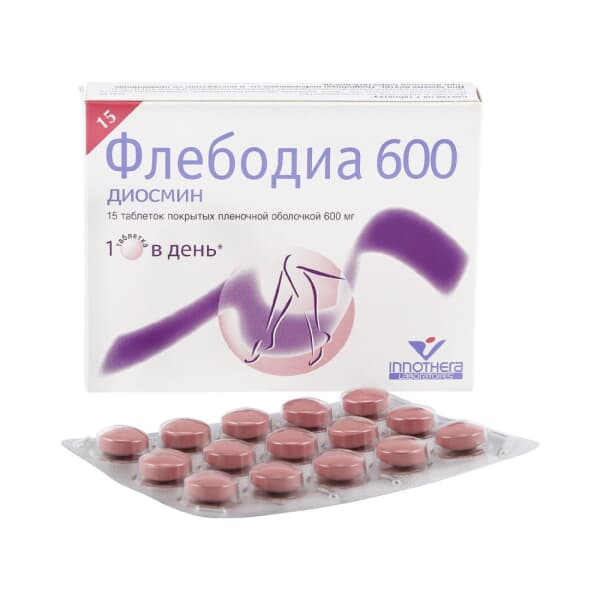 15
Флебодиа 600
ДИОСМИН
15 таблеток покрытых пленочной оболочкой 600 мг
1 таблетка в день*
INNOTHERA
LABORATOIRES